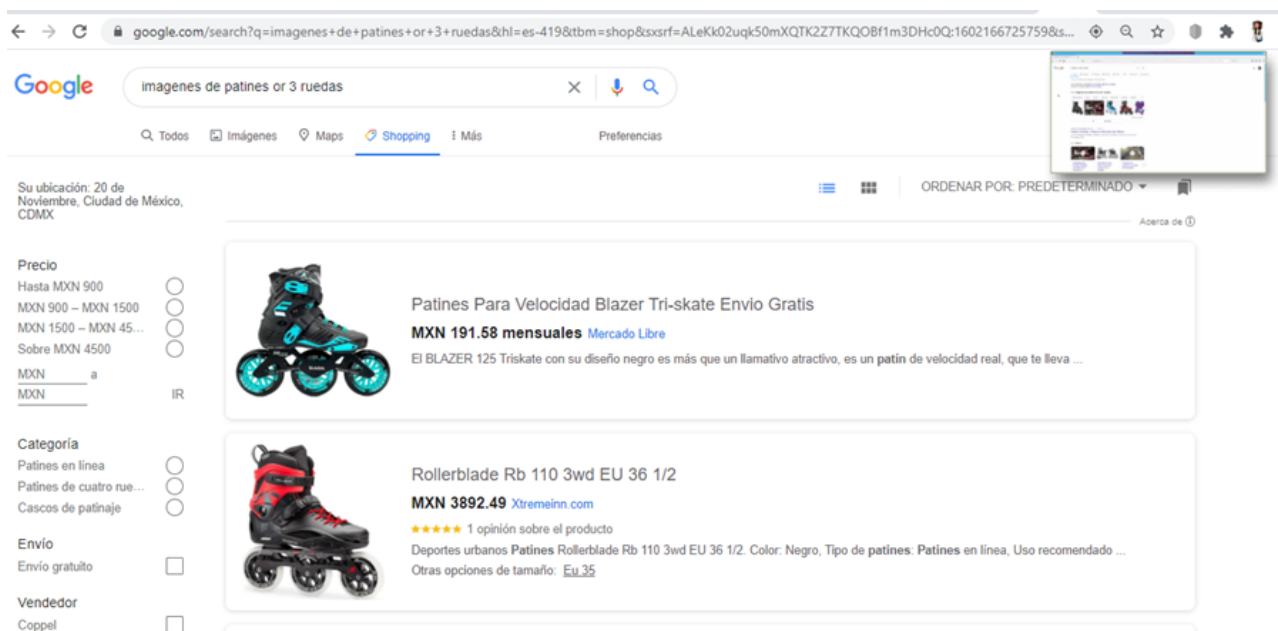 google.com/search?q=imagenes+de+patines+or+3+ruedas&hl=es-419&tbm=shop&sxsrf=ALeKk02uqk50mXQTK2Z7TKQOBf1m3DHc0Q:1602166725759&s...
Google
imagenes de patines or 3 ruedas
Todos Imágenes Maps Shopping Más Preferencias
Su ubicación: 20 de
Noviembre, Ciudad de México,
CDMX
ORDENAR POR: PREDETERMINADO
Acerca de
Precio
Hasta MXN 900
MXN 900 – MXN 1500
MXN 1500 – MXN 45...
Sobre MXN 4500
MXN a
MXN IR
Categoría
Patines en línea
Patines de cuatro rue...
Cascos de patinaje
Envío
Envío gratuito
Vendedor
Coppel
Patines Para Velocidad Blazer Tri-skate Envio Gratis
MXN 191.58 mensuales Mercado Libre
El BLAZER 125 Triskate con su diseño negro es más que un llamativo atractivo, es un patín de velocidad real, que te lleva ...
Rollerblade Rb 110 3wd EU 36 1/2
MXN 3892.49 Xtremeinn.com
1 opinión sobre el producto
Deportes urbanos Patines Rollerblade Rb 110 3wd EU 36 1/2. Color: Negro, Tipo de patines: Patines en línea, Uso recomendado ...
Otras opciones de tamaño: Eu 35